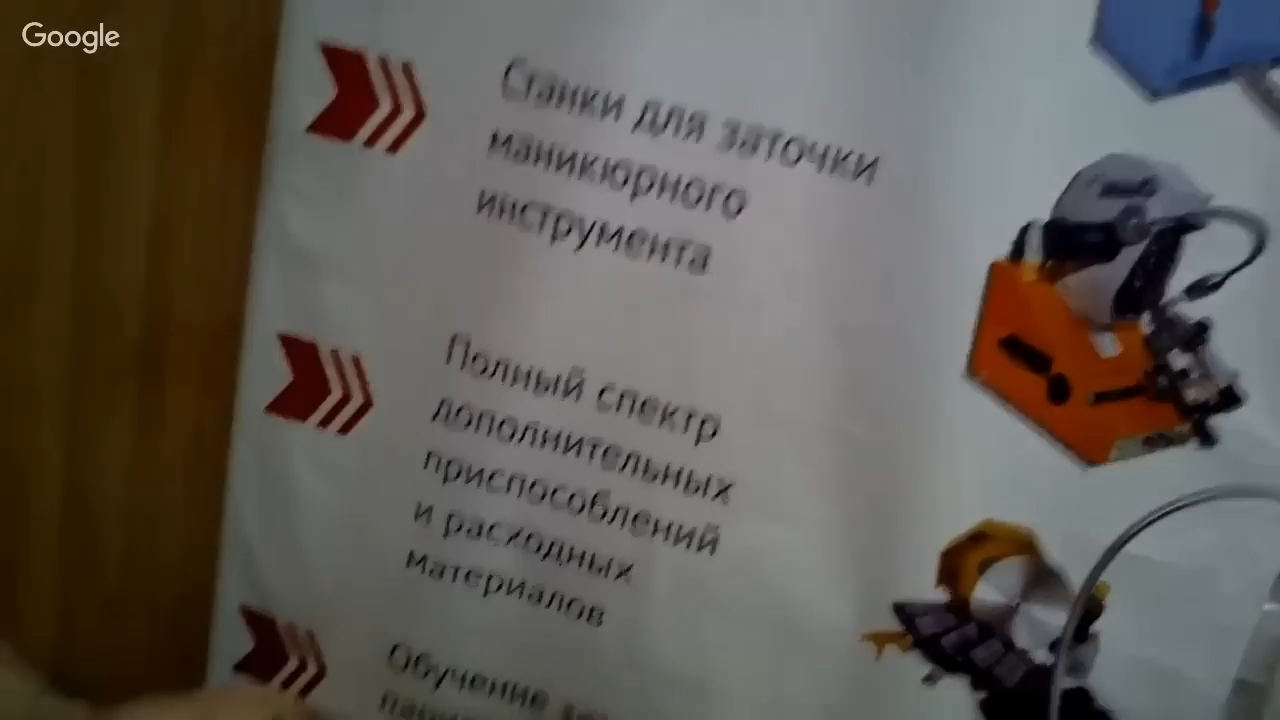 Google
Станки для заточки
маникюрного
инструмента
Полный спектр
дополнительных
приспособлений
и расходных
материалов
Обучение